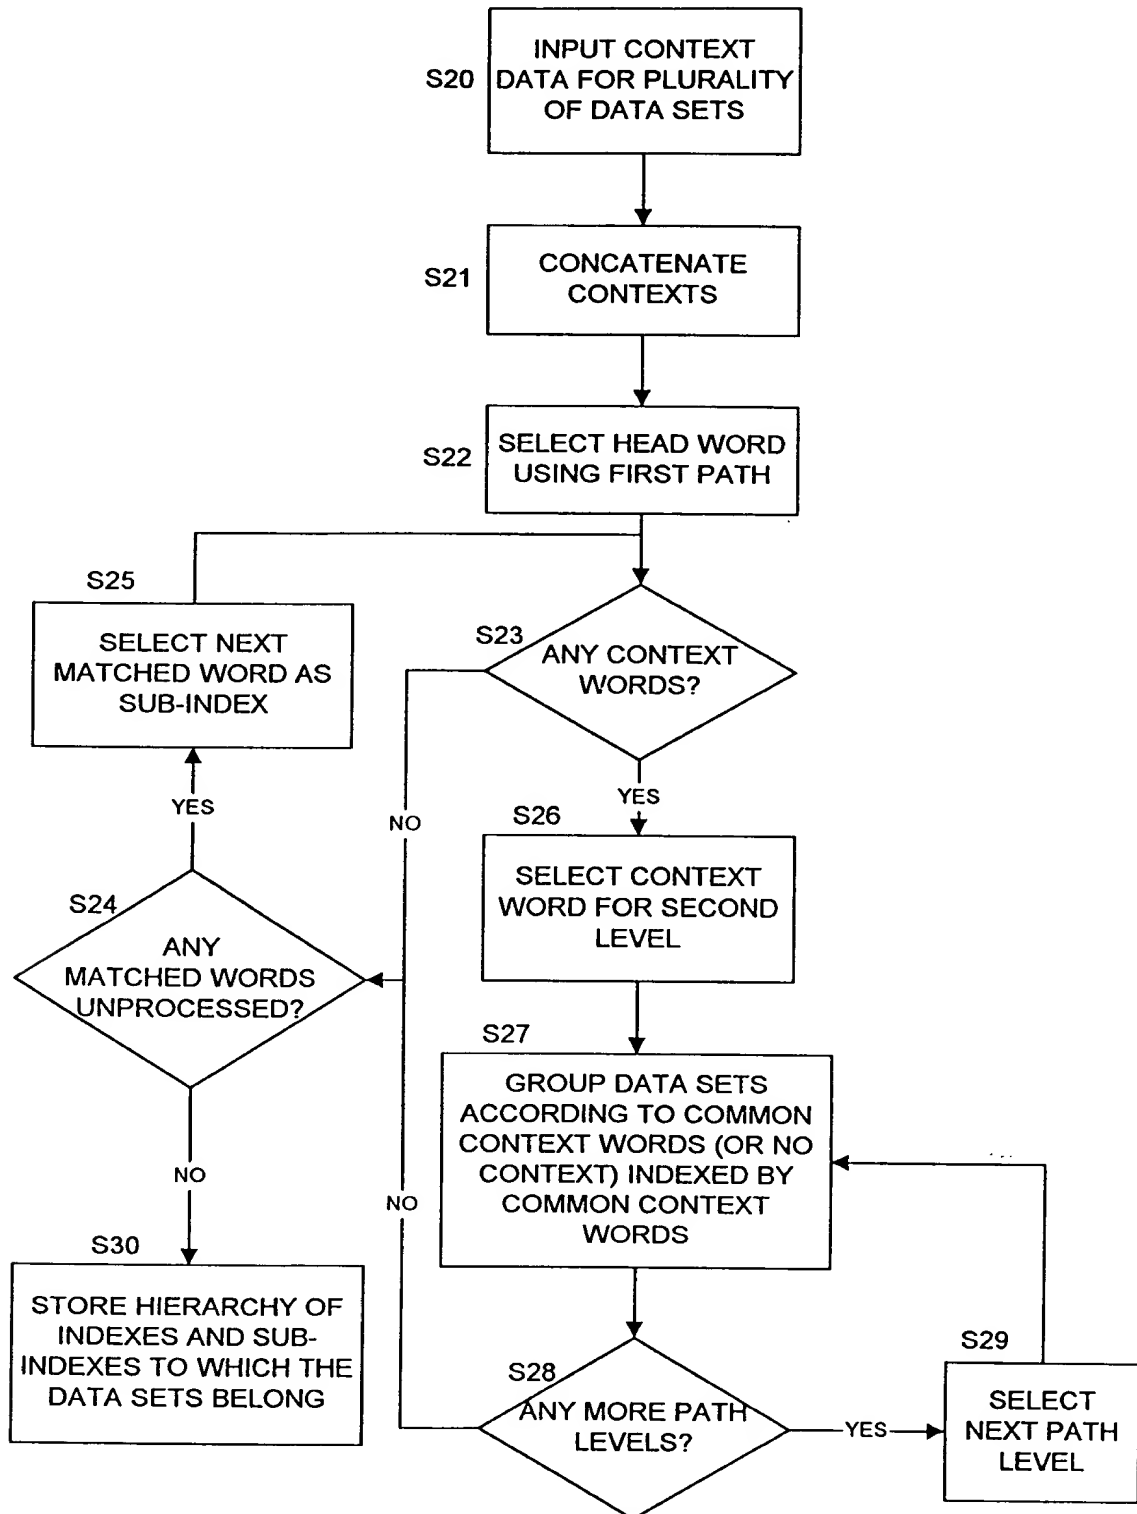 S20
INPUT CONTEXT
DATA FOR PLURALITY
OF DATA SETS
S21
CONCATENATE
CONTEXTS
S22
SELECT HEAD WORD
USING FIRST PATH
S25
SELECT NEXT
MATCHED WORD AS
SUB-INDEX
S23
ANY CONTEXT
WORDS?
YES
NO
YES
S26
SELECT CONTEXT
WORD FOR SECOND
LEVEL
S24
ANY
MATCHED WORDS
UNPROCESSED?
S27
GROUP DATA SETS
ACCORDING TO COMMON
CONTEXT WORDS (OR NO
CONTEXT) INDEXED BY
COMMON CONTEXT
WORDS
NO
NO
S30
STORE HIERARCHY OF
INDEXES AND SUB-
INDEXES TO WHICH THE
DATA SETS BELONG
S28
ANY MORE PATH
LEVELS?
YES
S29
SELECT
NEXT PATH
LEVEL